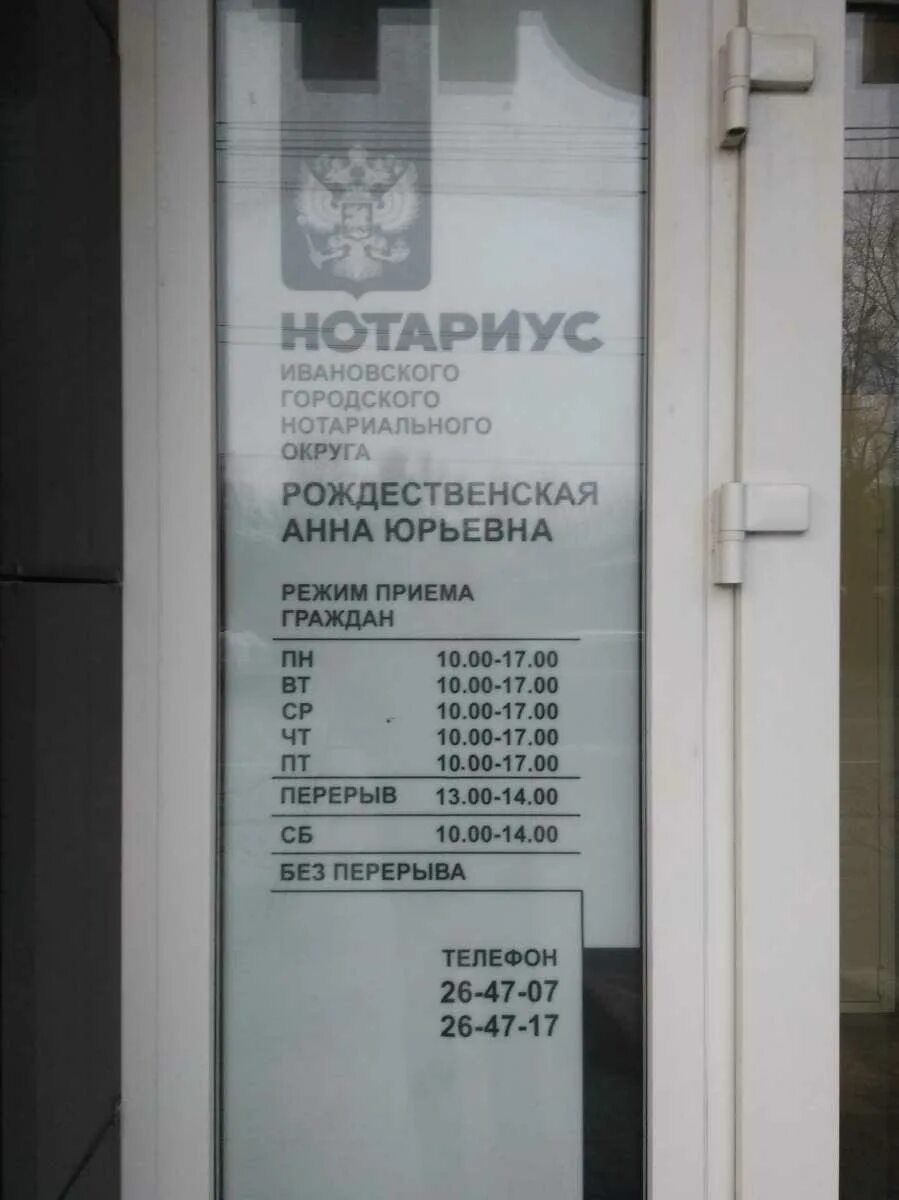 НОТАРИУС
ИВАНОВСКОГО
ГОРОДСКОГО
НОТАРИАЛЬНОГО
ОКРУГА
РОЖДЕСТВЕНСКАЯ
АННА ЮРЬЕВНА
РЕЖИМ ПРИЕМА
ГРАЖДАН
ПН 10.00-17.00
ВТ 10.00-17.00
СР 10.00-17.00
ЧТ 10.00-17.00
ПТ 10.00-17.00
ПЕРЕРЫВ 13.00-14.00
СБ 10.00-14.00
БЕЗ ПЕРЕРЫВА
ТЕЛЕФОН
26-47-07
26-47-17